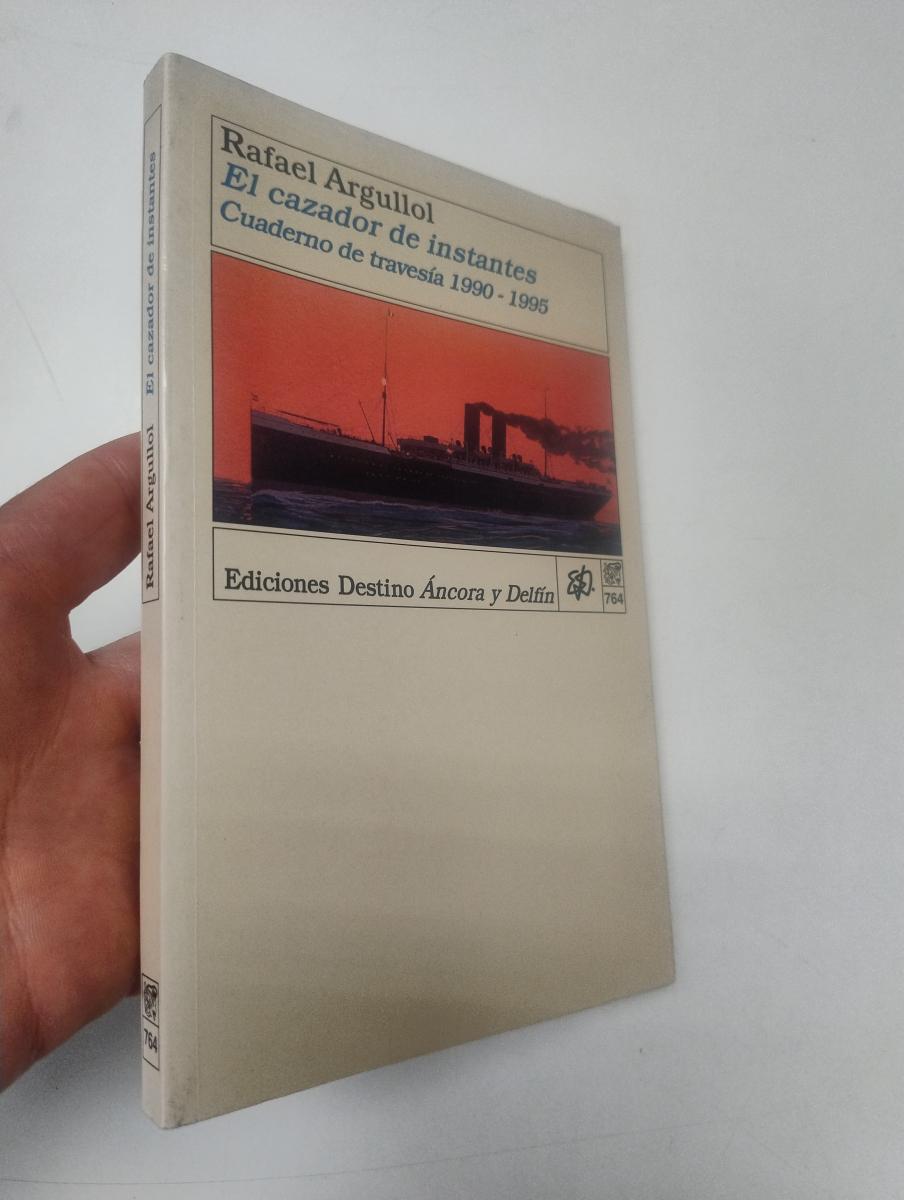 Rafael Argullol
El cazador de instantes
Cuaderno de travesía 1990 - 1995
Ediciones Destino Áncora y Delfín
764
Rafael Argullol El cazador de instantes
764